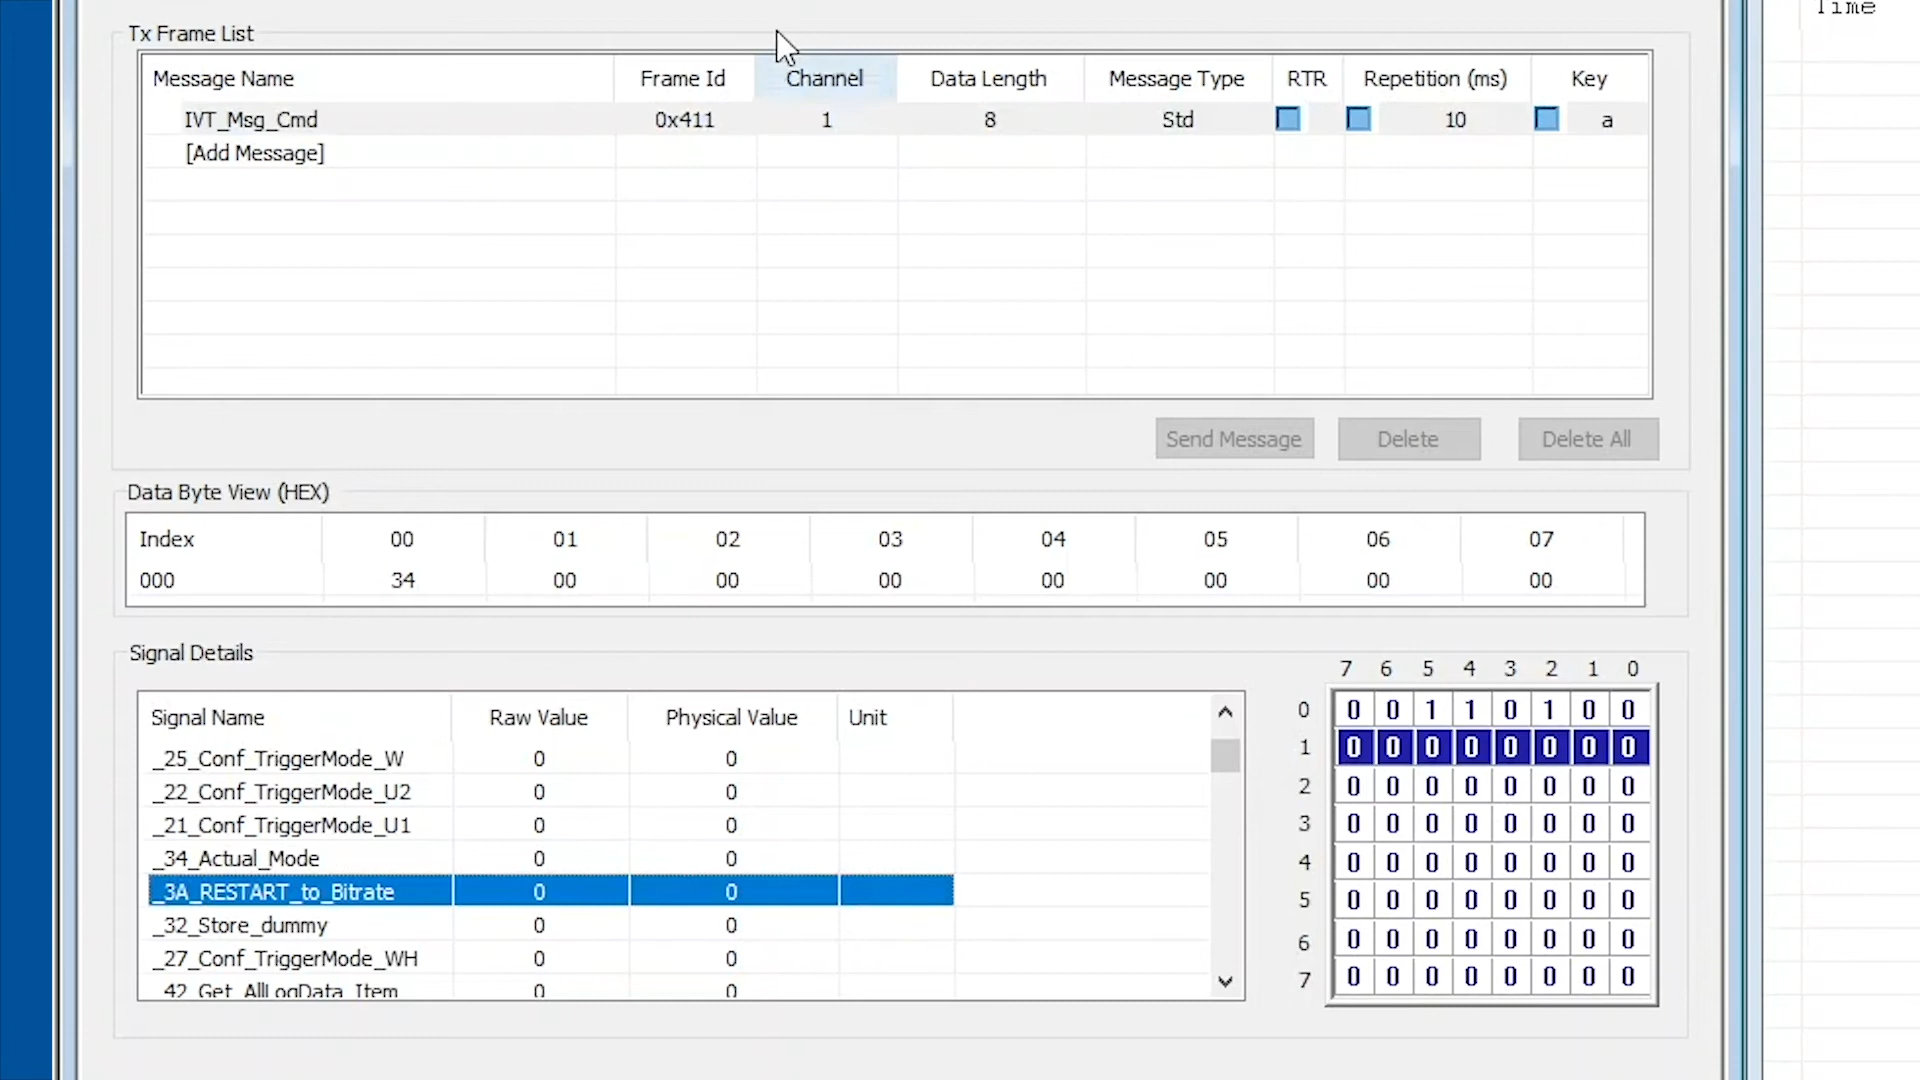 Time
Tx Frame List
Message Name Frame Id Channel Data Length Message Type RTR Repetition (ms) Key
IVT_Msg_Cmd 0x411 1 8 Std 10 a
[Add Message]
Send Message Delete Delete All
Data Byte View (HEX)
Index 00 01 02 03 04 05 06 07
000 34 00 00 00 00 00 00 00
Signal Details
Signal Name Raw Value Physical Value Unit
_25_Conf_TriggerMode_W 0 0
_22_Conf_TriggerMode_U2 0 0
_21_Conf_TriggerMode_U1 0 0
_34_Actual_Mode 0 0
_3A_RESTART_to_Bitrate 0 0
_32_Store_dummy 0 0
_27_Conf_TriggerMode_WH 0 0
_42_Get_AllLogData_Item 0 0
7 6 5 4 3 2 1 0
0 0 0 1 1 0 1 0 0
1 0 0 0 0 0 0 0 0
2 0 0 0 0 0 0 0 0
3 0 0 0 0 0 0 0 0
4 0 0 0 0 0 0 0 0
5 0 0 0 0 0 0 0 0
6 0 0 0 0 0 0 0 0
7 0 0 0 0 0 0 0 0